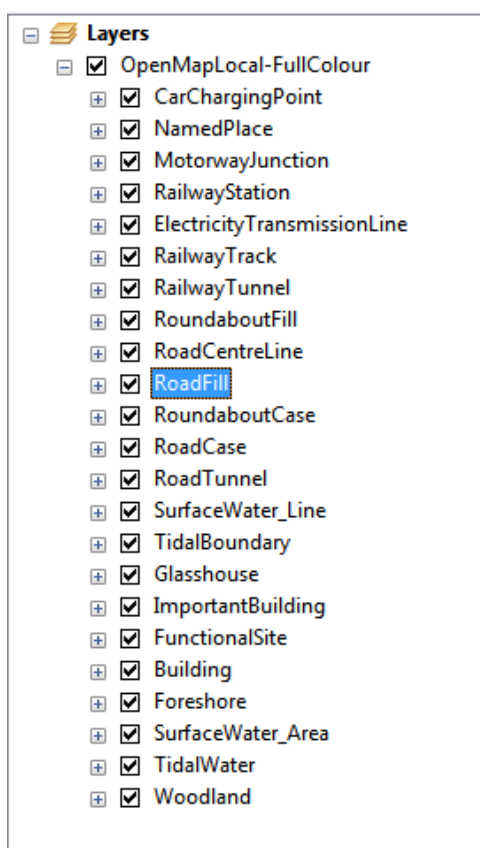 Layers
OpenMapLocal-FullColour
CarChargingPoint
NamedPlace
MotorwayJunction
RailwayStation
ElectricityTransmissionLine
RailwayTrack
RailwayTunnel
RoundaboutFill
RoadCentreLine
RoadFill
RoundaboutCase
RoadCase
RoadTunnel
SurfaceWater_Line
TidalBoundary
Glasshouse
ImportantBuilding
FunctionalSite
Building
Foreshore
SurfaceWater_Area
TidalWater
Woodland